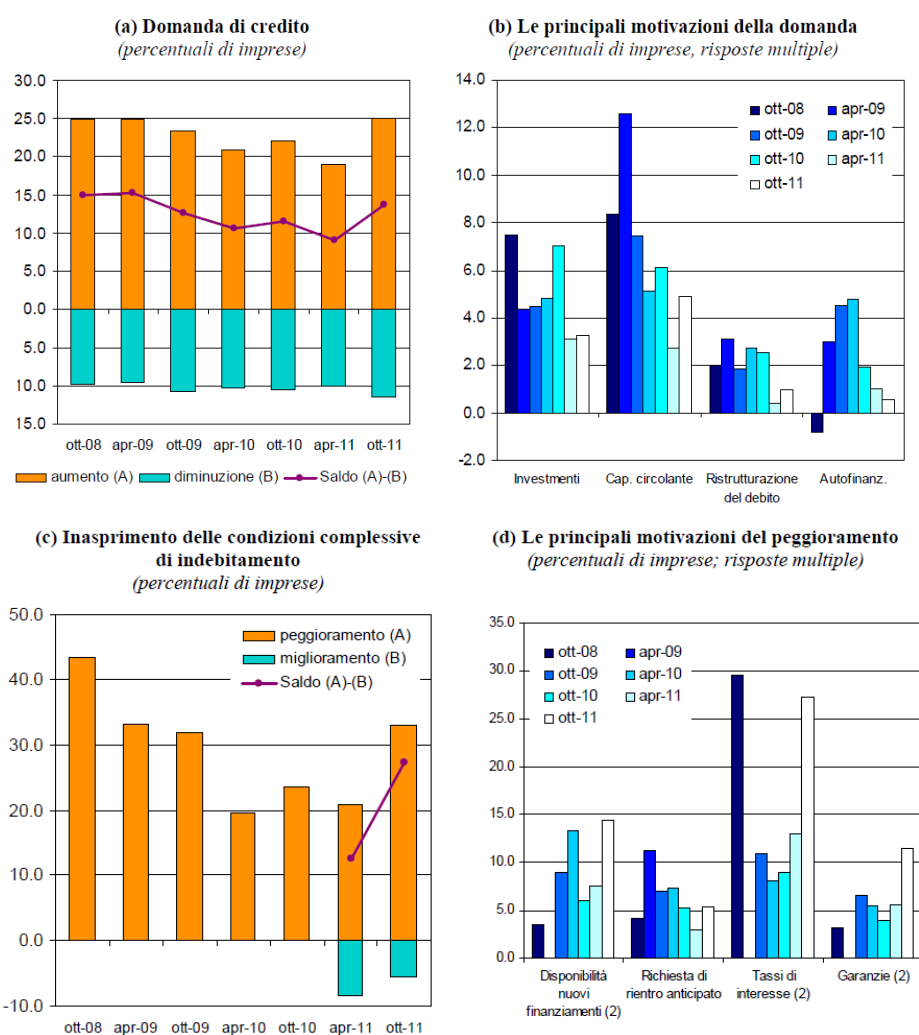 (a) Domanda di credito
(percentuali di imprese)
30.0
25.0
20.0
15.0
10.0
5.0
0.0
5.0
10.0
15.0
ott-08 apr-09 ott-09 apr-10 ott-10 apr-11 ott-11
aumento (A) diminuzione (B) Saldo (A)-(B)
(b) Le principali motivazioni della domanda
(percentuali di imprese, risposte multiple)
14.0
12.0
10.0
8.0
6.0
4.0
2.0
0.0
-2.0
ott-08 apr-09
ott-09 apr-10
ott-10 apr-11
ott-11
Investimenti Cap. circolante Ristrutturazione Autofinanz.
del debito
(c) Inasprimento delle condizioni complessive
di indebitamento
(percentuali di imprese)
50.0
40.0
30.0
20.0
10.0
0.0
-10.0
peggioramento (A)
miglioramento (B)
Saldo (A)-(B)
ott-08 apr-09 ott-09 apr-10 ott-10 apr-11 ott-11
(d) Le principali motivazioni del peggioramento
(percentuali di imprese; risposte multiple)
35.0
30.0
25.0
20.0
15.0
10.0
5.0
0.0
ott-08 apr-09
ott-09 apr-10
ott-10 apr-11
ott-11
Disponibilità Richiesta di Tassi di Garanzie (2)
nuovi rientro anticipato interesse (2)
finanziamenti (2)